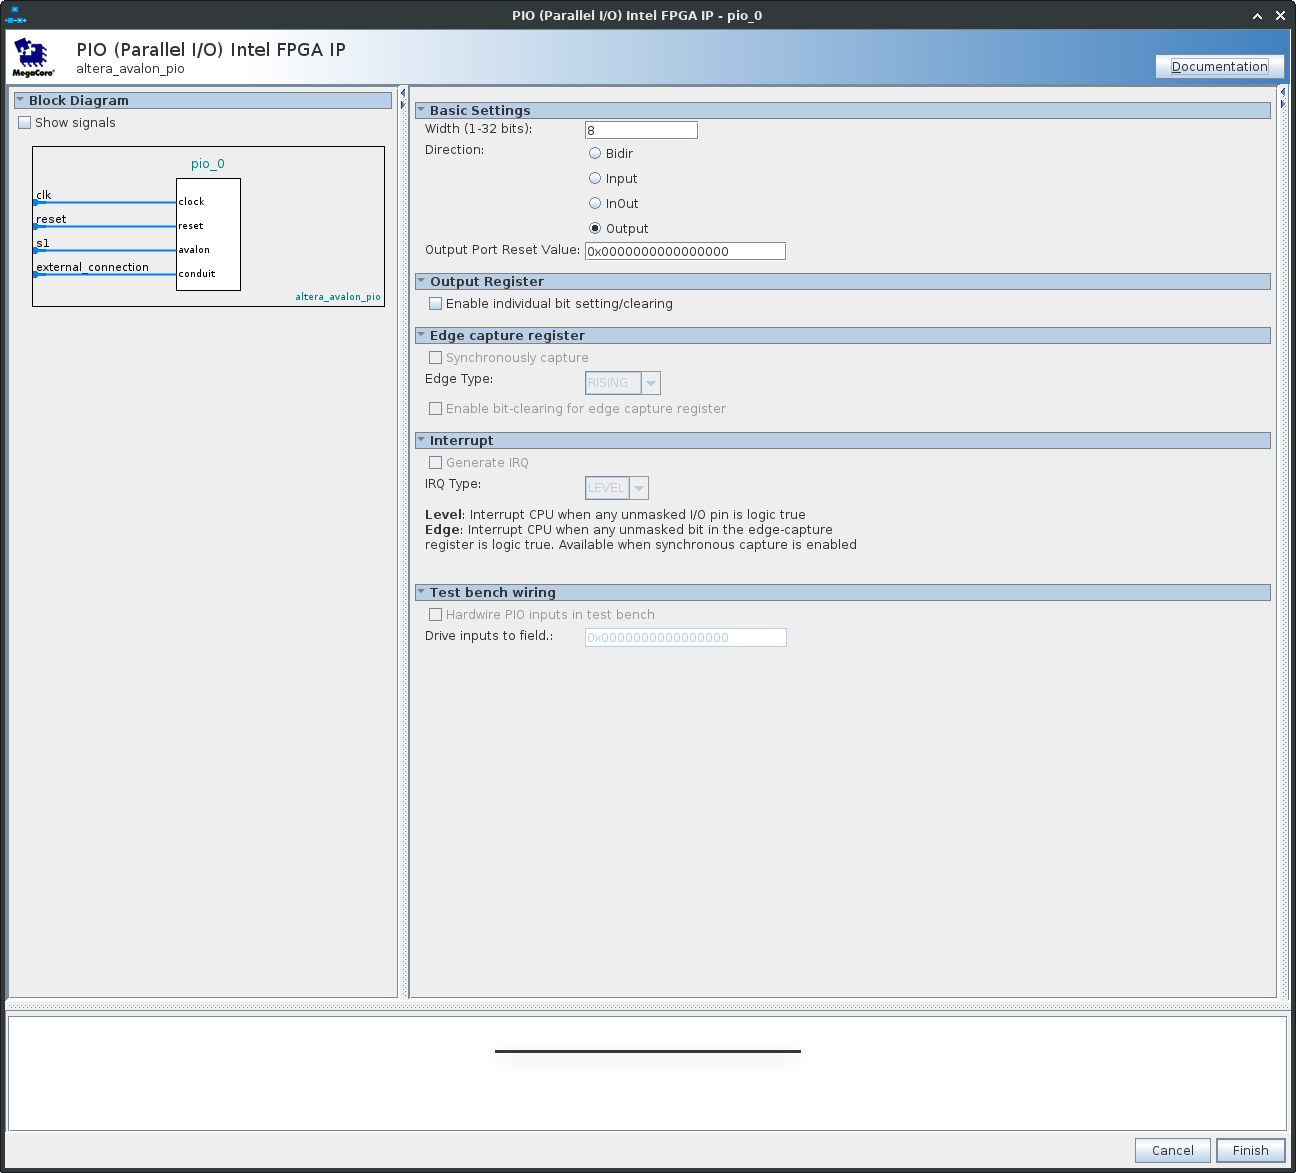 PIO (Parallel I/O) Intel FPGA IP - pio_0
PIO (Parallel I/O) Intel FPGA IP
altera_avalon_pio
MegaCore®
Documentation
Block Diagram
Show signals
pio_0
clk
clock
reset
reset
s1
avalon
external_connection
conduit
altera_avalon_pio
Basic Settings
Width (1-32 bits): 8
Direction: Bidir
Input
InOut
Output
Output Port Reset Value: 0x0000000000000000
Output Register
Enable individual bit setting/clearing
Edge capture register
Synchronously capture
Edge Type: RISING
Enable bit-clearing for edge capture register
Interrupt
Generate IRQ
IRQ Type: LEVEL
Level: Interrupt CPU when any unmasked I/O pin is logic true
Edge: Interrupt CPU when any unmasked bit in the edge-capture
register is logic true. Available when synchronous capture is enabled
Test bench wiring
Hardwire PIO inputs in test bench
Drive inputs to field.: 0x0000000000000000
Cancel
Finish